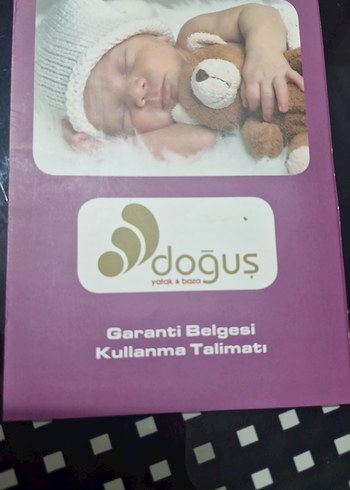 doğuş
yatak & baza
Garanti Belgesi
Kullanma Talimatı